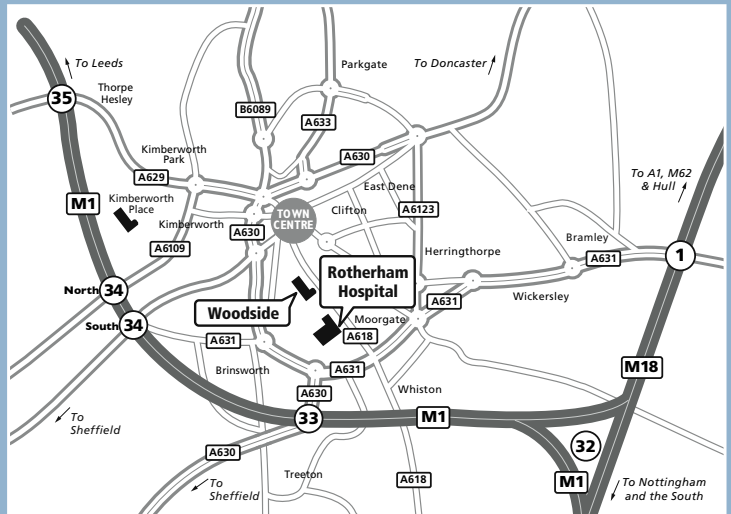 To Leeds
Parkgate
To Doncaster
35
Thorpe
Hesley
B6089
A633
Kimberworth
Park
A630
A629
To A1, M62
& Hull
M1
Kimberworth
Place
East Dene
TOWN
CENTRE
Clifton
A6123
Kimberworth
A630
A6109
Herringthorpe
Bramley
A631
1
Rotherham
Hospital
North
34
Wickersley
A631
Woodside
Moorgate
South
34
A618
A631
Brinsworth
A631
M18
Whiston
A630
33
M1
To
Sheffield
32
A630
Treeton
A618
To
Sheffield
M1
To Nottingham
and the South